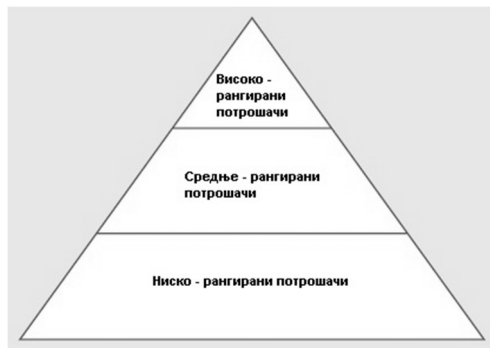 Високо -
рангирани
потрошачи
Средње - рангирани
потрошачи
Ниско - рангирани потрошачи